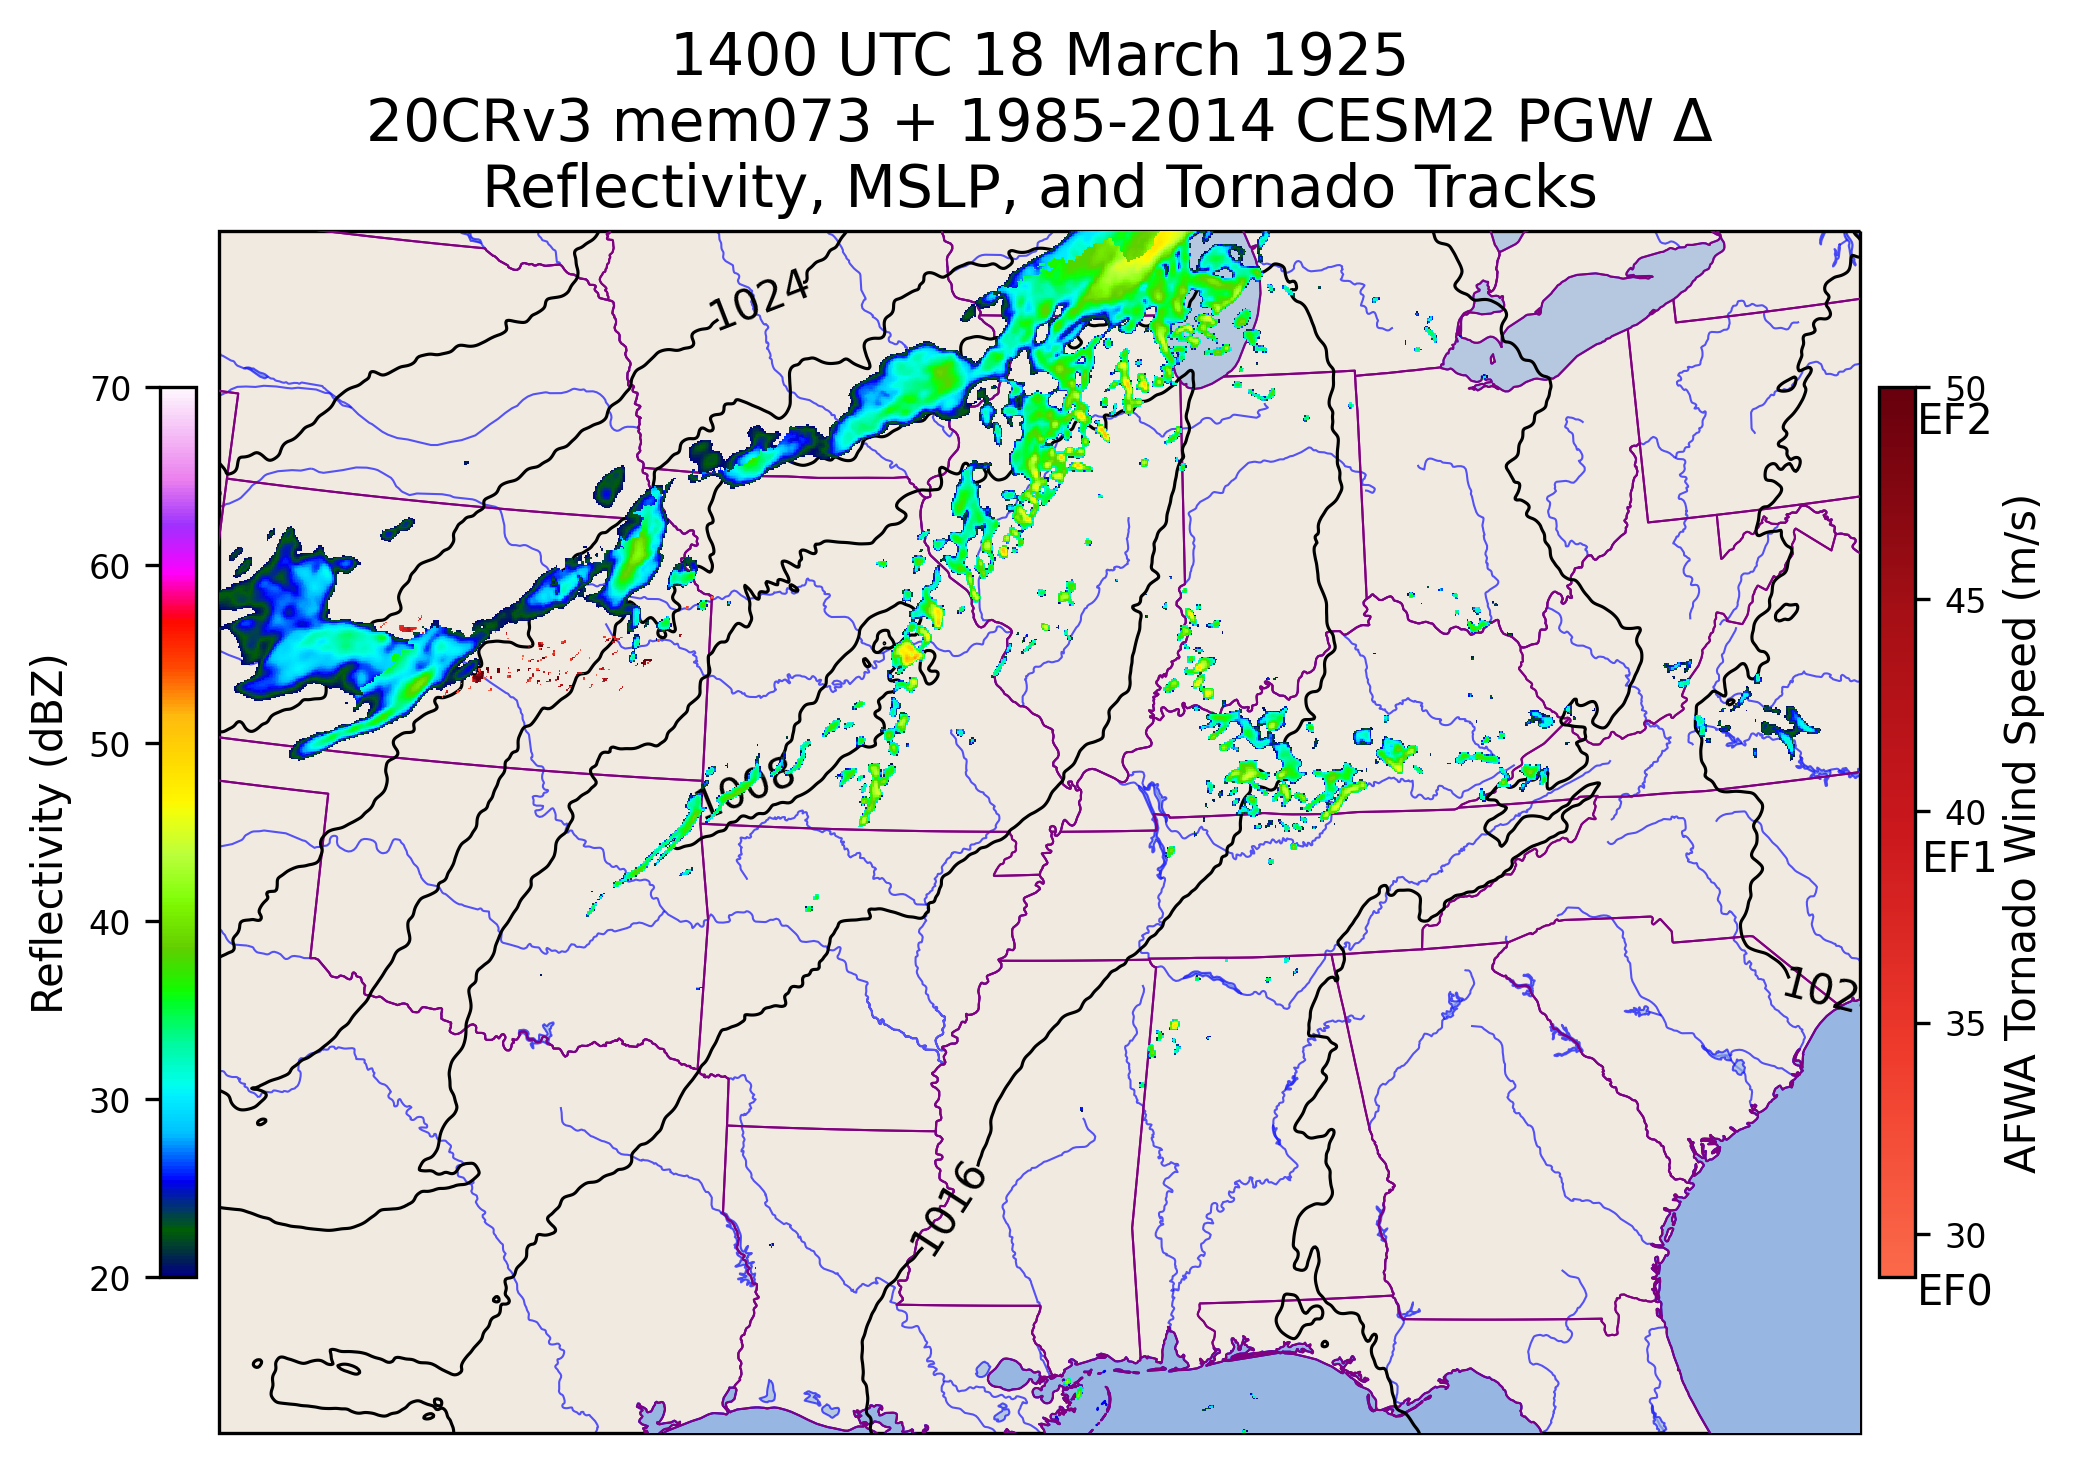 1400 UTC 18 March 1925
20CRv3 mem073 + 1985-2014 CESM2 PGW Δ
Reflectivity, MSLP, and Tornado Tracks
70
60
50
40
30
20
Reflectivity (dBZ)
1024
1008
1016
102
50
EF2
45
40
EF1
35
30
EF0
AFWA Tornado Wind Speed (m/s)